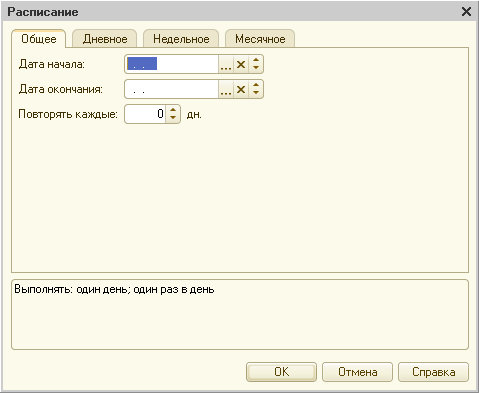 Расписание
Общее Дневное Недельное Месячное
Дата начала: . . ...
Дата окончания: . . ...
Повторять каждые: 0 дн.
Выполнять: один день; один раз в день
OK Отмена Справка